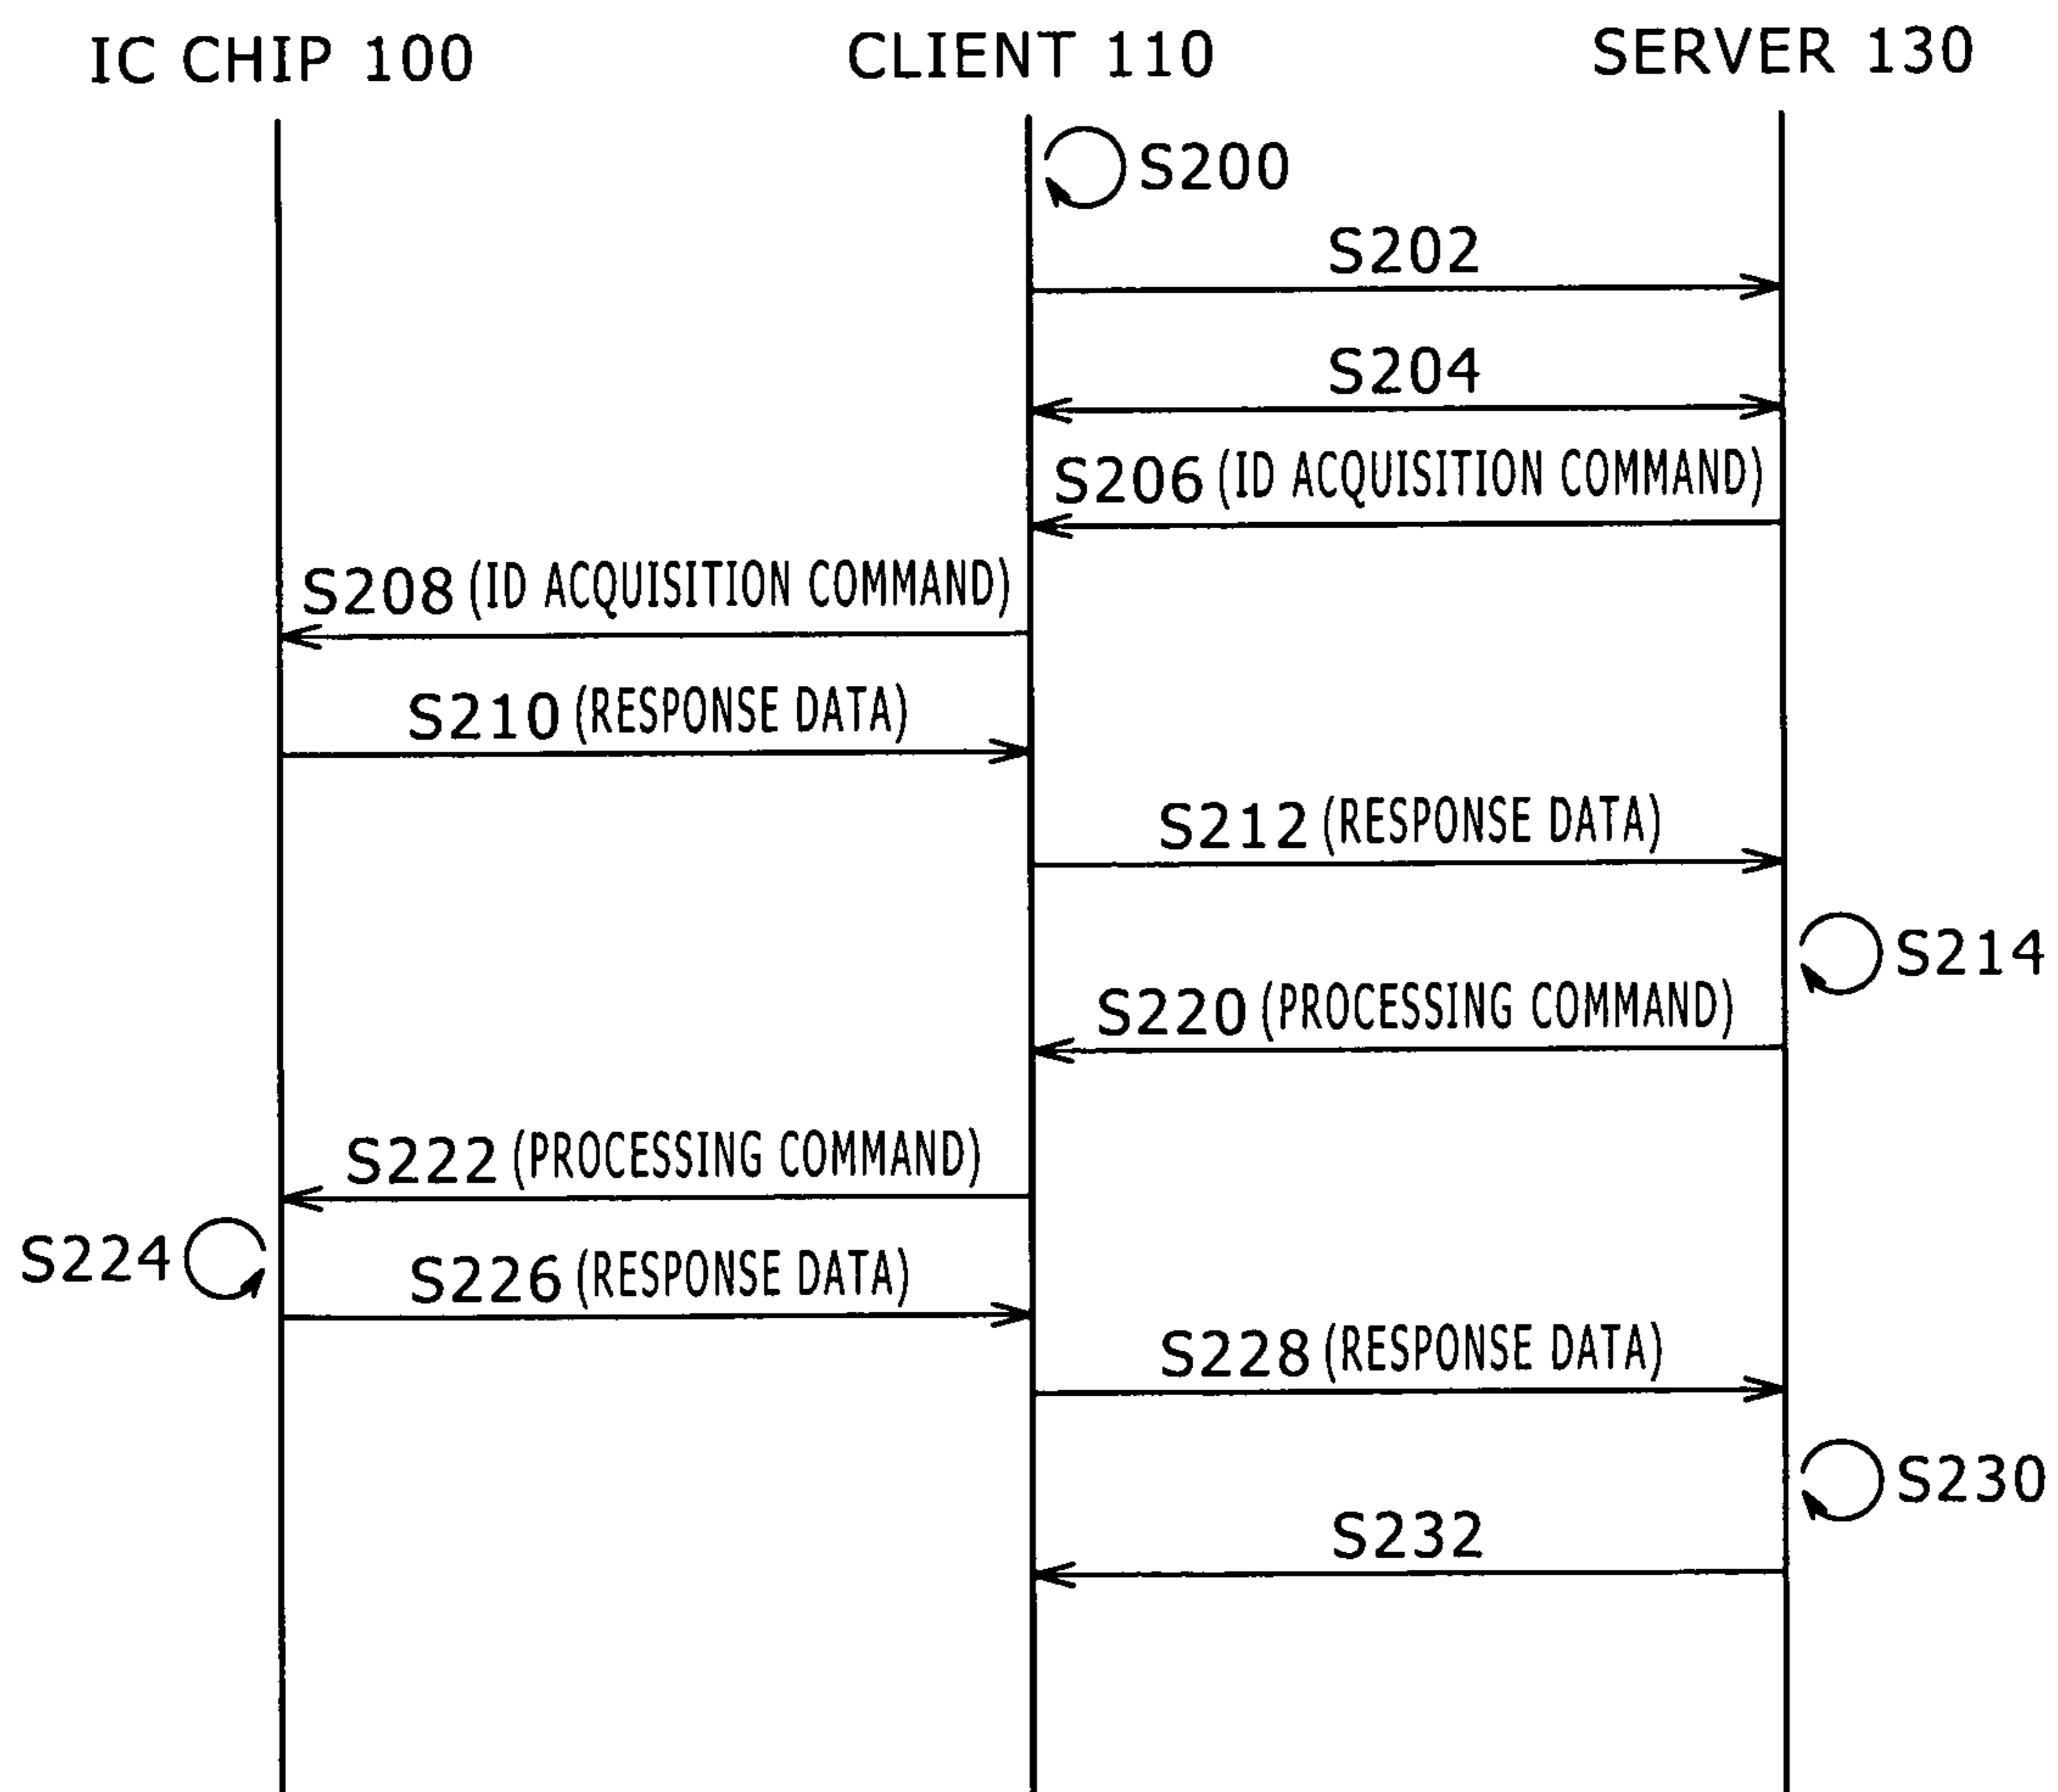 IC CHIP 100
CLIENT 110
SERVER 130
S200
S202
S204
S206 (ID ACQUISITION COMMAND)
S208 (ID ACQUISITION COMMAND)
S210 (RESPONSE DATA)
S212 (RESPONSE DATA)
S214
S220 (PROCESSING COMMAND)
S222 (PROCESSING COMMAND)
S224
S226 (RESPONSE DATA)
S228 (RESPONSE DATA)
S230
S232